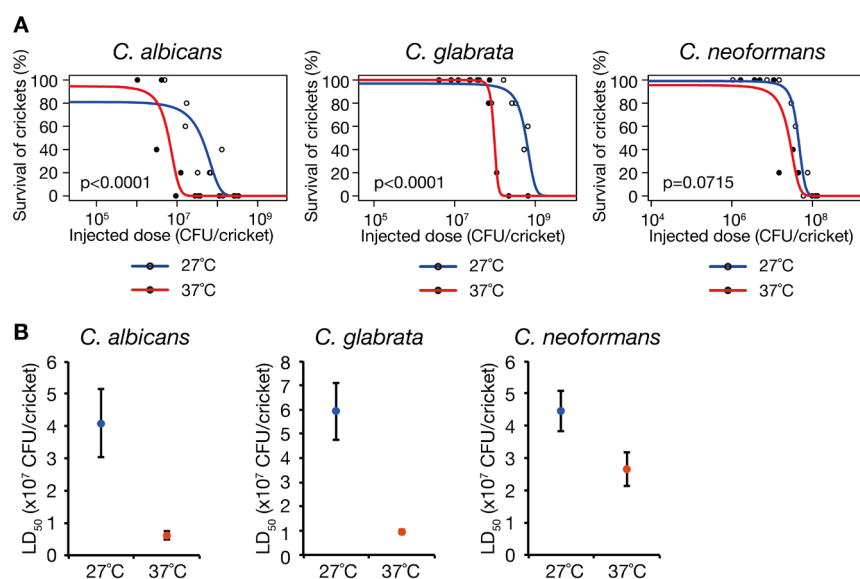 A
C. albicans
C. glabrata
C. neoformans
Survival of crickets (%)
100
80
60
40
20
0
p<0.0001
10⁵
10⁷
10⁹
Injected dose (CFU/cricket)
27°C
37°C
Survival of crickets (%)
100
80
60
40
20
0
p<0.0001
10⁵
10⁷
10⁹
Injected dose (CFU/cricket)
27°C
37°C
Survival of crickets (%)
100
80
60
40
20
0
p=0.0715
10⁴
10⁶
10⁸
Injected dose (CFU/cricket)
27°C
37°C
B
C. albicans
C. glabrata
C. neoformans
LD₅₀ (x10⁷ CFU/cricket)
6
5
4
3
2
1
0
27°C
37°C
LD₅₀ (x10⁷ CFU/cricket)
8
7
6
5
4
3
2
1
0
27°C
37°C
LD₅₀ (x10⁷ CFU/cricket)
6
5
4
3
2
1
0
27°C
37°C